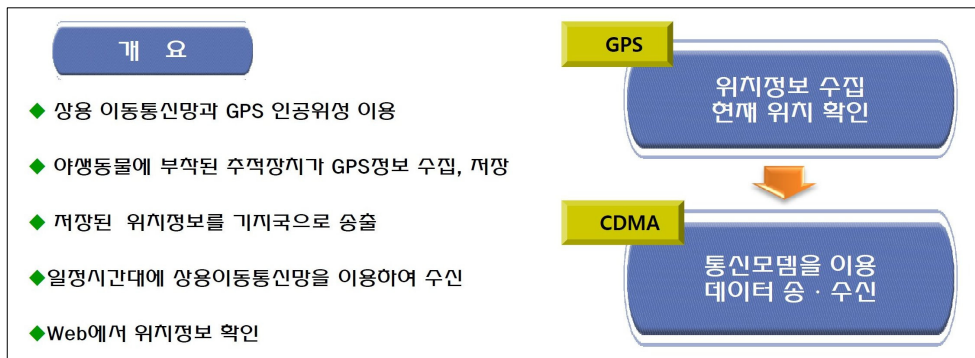 개 요
◆ 상용 이동통신망과 GPS 인공위성 이용
◆ 야생동물에 부착된 추적장치가 GPS정보 수집, 저장
◆ 저장된 위치정보를 기지국으로 송출
◆일정시간대에 상용이동통신망을 이용하여 수신
◆Web에서 위치정보 확인
GPS
위치정보 수집
현재 위치 확인
CDMA
통신모뎀을 이용
데이터 송 · 수신